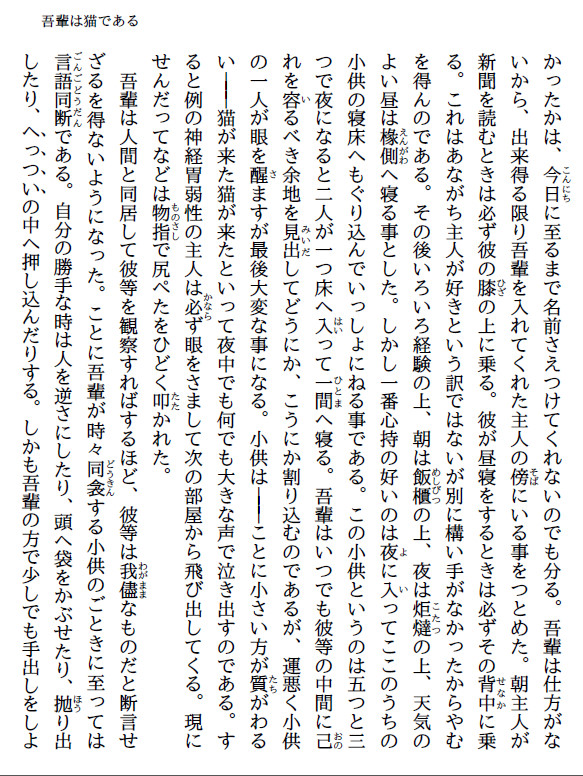 吾輩は猫である
かったかは、今日に至るまで名前さえつけてくれないのでも分る。吾輩は仕方がな
いから、出来得る限り吾輩を入れてくれた主人の傍にいる事をつとめた。朝主人が
新聞を読むときは必ず彼の膝の上に乗る。彼が昼寝をするときは必ずその背中に乗
る。これはあながち主人が好きという訳ではないが別に構い手がなかったからやむ
を得んのである。その後いろいろ経験の上、朝は飯櫃の上、夜は炬燵の上、天気の
よい昼は椽側へ寝る事とした。しかし一番心持の好いのは夜に入ってここのうちの
小供の寝床へもぐり込んでいっしょにねる事である。この小供というのは五つと三
つで夜になると二人が一つ床へ入って一間へ寝る。吾輩はいつでも彼等の中間に己
れを容るべき余地を見出してどうにか、こうにか割り込むのであるが、運悪く小供
の一人が眼を醒ますが最後大変な事になる。小供は――ことに小さい方が質がわる
い――猫が来た猫が来たといって夜中でも何でも大きな声で泣き出すのである。す
ると例の神経胃弱性の主人は必ず眼をさまして次の部屋から飛び出してくる。現に
せんだってなどは物指で尻ぺたをひどく叩かれた。
吾輩は人間と同居して彼等を観察すればするほど、彼等は我儘なものだと断言せ
ざるを得ないようになった。ことに吾輩が時々同衾する小供のごときに至っては
言語同断である。自分の勝手な時は人を逆さにしたり、頭へ袋をかぶせたり、抛り出
したり、へっついの中へ押し込んだりする。しかも吾輩の方で少しでも手出しをしよ